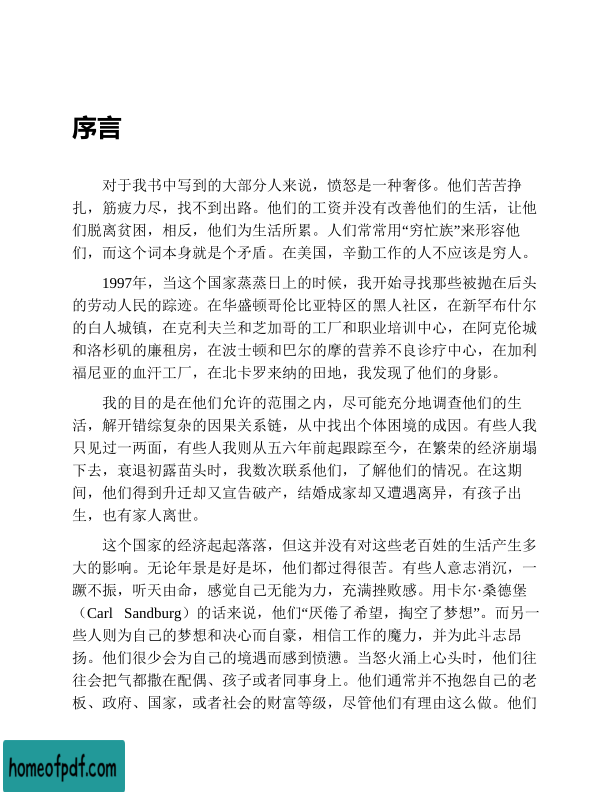 序言
对于我书中写到的大部分人来说，愤怒是一种奢侈。他们苦苦挣
扎，筋疲力尽，找不到出路。他们的工资并没有改善他们的生活，让他
们脱离贫困，相反，他们为生活所累。人们常常用“穷忙族”来形容他
们，而这个词本身就是个矛盾。在美国，辛勤工作的人不应该是穷人。
1997年，当这个国家蒸蒸日上的时候，我开始寻找那些被抛在后头
的劳动人民的踪迹。在华盛顿哥伦比亚特区的黑人社区，在新罕布什尔
的白人城镇，在克利夫兰和芝加哥的工厂和职业培训中心，在阿克伦城
和洛杉矶的廉租房，在波士顿和巴尔的摩的营养不良诊疗中心，在加利
福尼亚的血汗工厂，在北卡罗来纳的田地，我发现了他们的身影。
我的目的是在他们允许的范围之内，尽可能充分地调查他们的生
活，解开错综复杂的因果关系链，从中找出个体困境的成因。有些人我
只见过一两面，有些人我则从五六年前起跟踪至今，在繁荣的经济崩塌
下去，衰退初露苗头时，我数次联系他们，了解他们的情况。在这期
间，他们得到升迁却又宣告破产，结婚成家却又遭遇离异，有孩子出
生，也有家人离世。
这个国家的经济起起落落，但这并没有对这些老百姓的生活产生多
大的影响。无论年景是好是坏，他们都过得很苦。有些人意志消沉，一
蹶不振，听天由命，感觉自己无能为力，充满挫败感。用卡尔·桑德堡
（Carl Sandburg）的话来说，他们“厌倦了希望，掏空了梦想”。而另一
些人则为自己的梦想和决心而自豪，相信工作的魔力，并为此斗志昂
扬。他们很少会为自己的境遇而感到愤懑。当怒火涌上心头时，他们往
往会把气都撒在配偶、孩子或者同事身上。他们通常并不抱怨自己的老
板、政府、国家，或者社会的财富等级，尽管他们有理由这么做。他们
homeofpdf.com